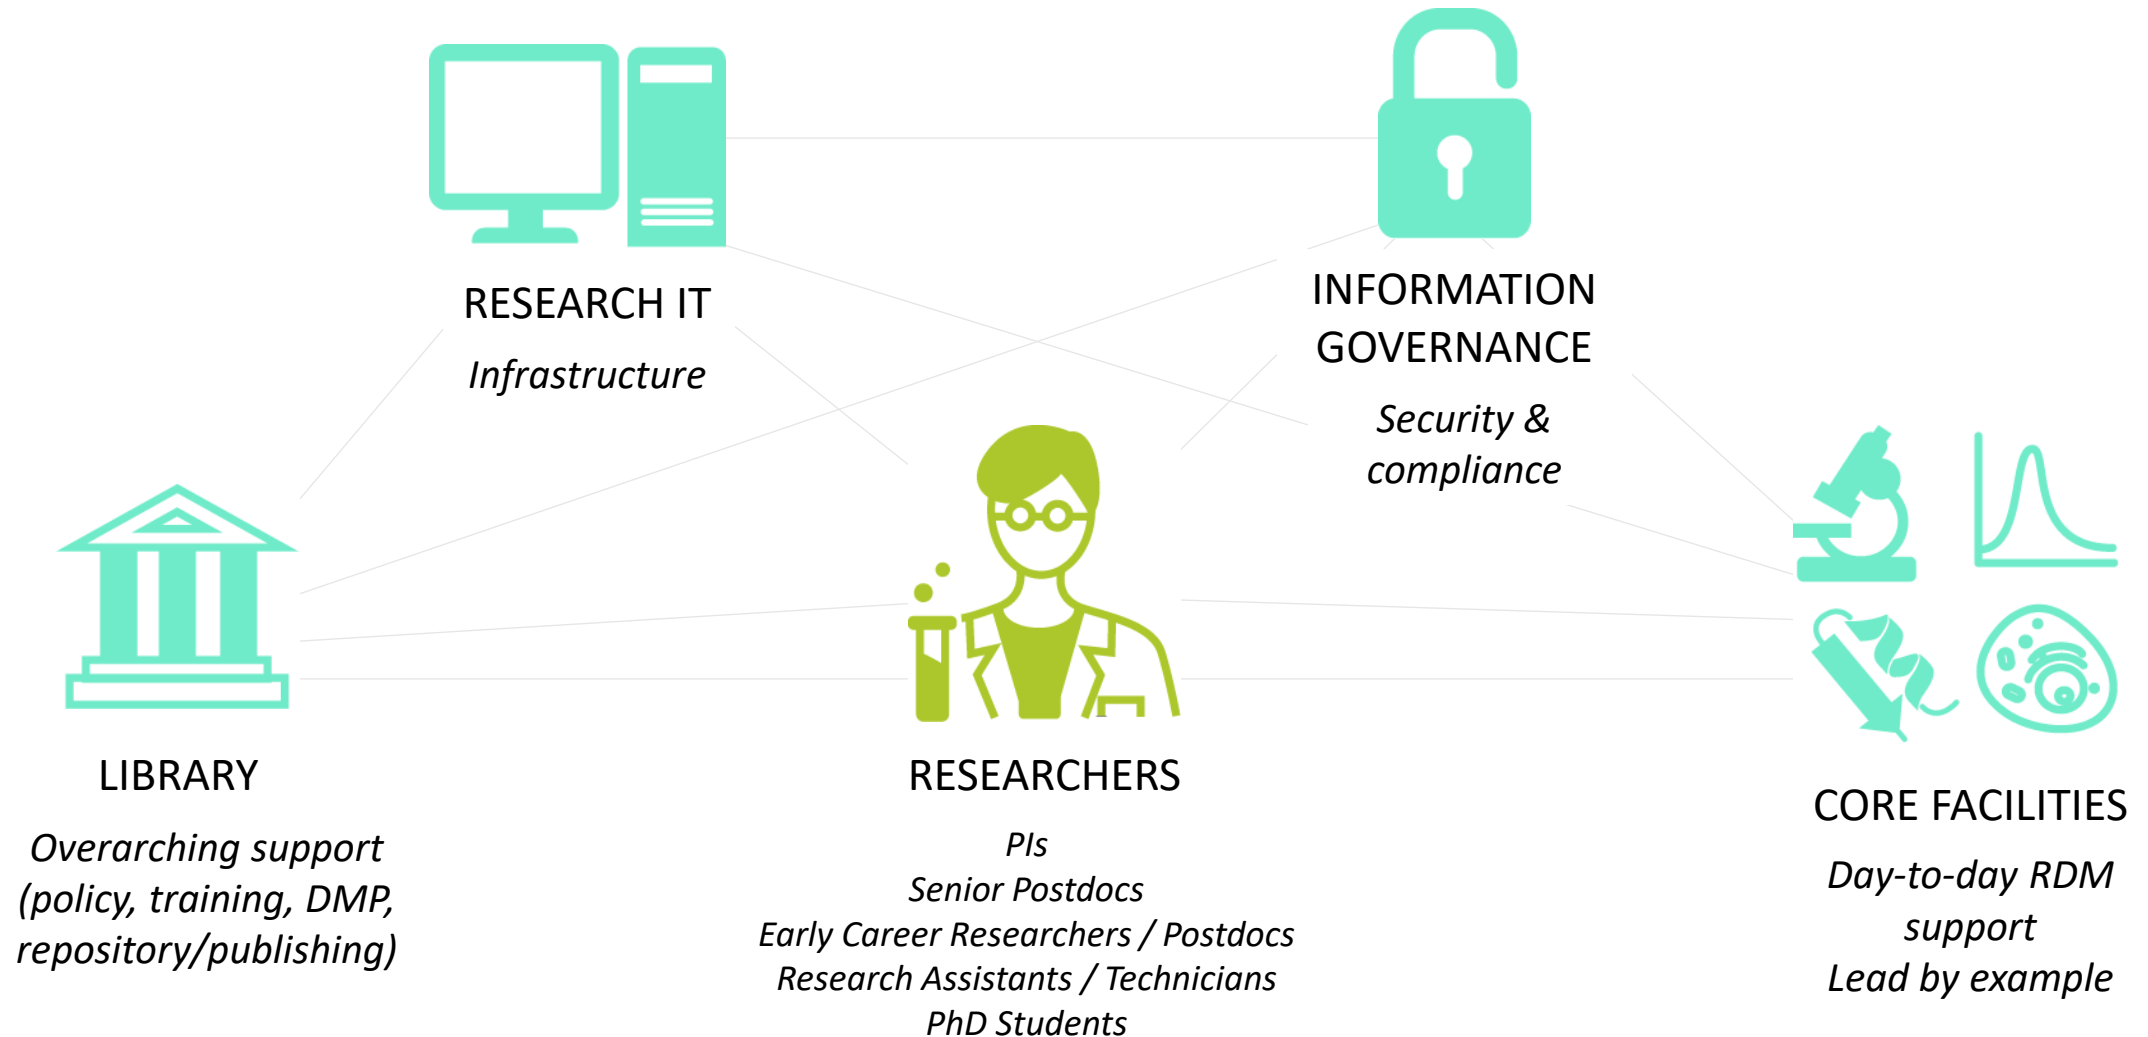 RESEARCH IT
Infrastructure
INFORMATION
GOVERNANCE
Security &
compliance
LIBRARY
Overarching support
(policy, training, DMP,
repository/publishing)
RESEARCHERS
PIs
Senior Postdocs
Early Career Researchers / Postdocs
Research Assistants / Technicians
PhD Students
CORE FACILITIES
Day-to-day RDM
support
Lead by example